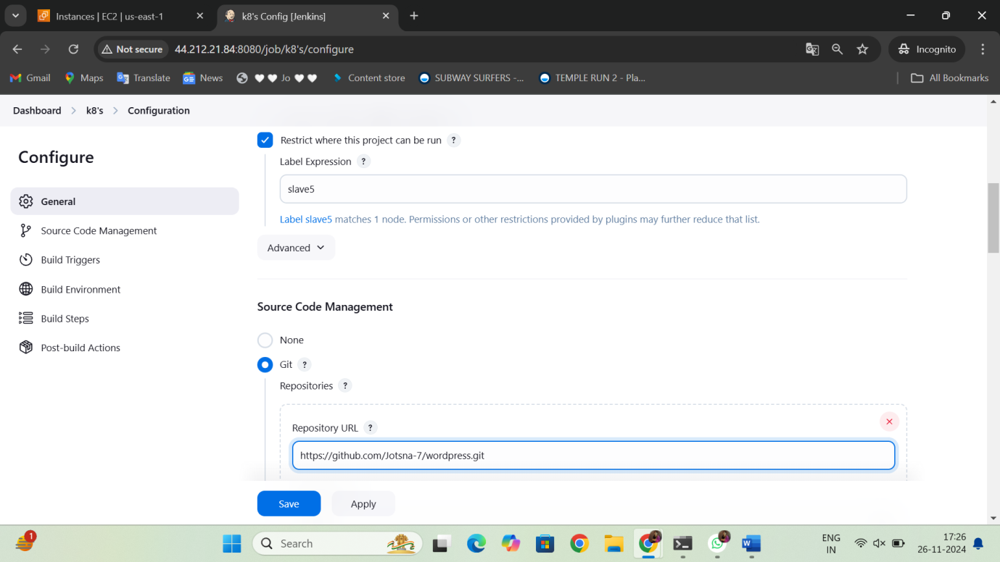 Instances | EC2 | us-east-1
k8's Config [Jenkins]
Not secure
44.212.21.84:8080/job/k8's/configure
Incognito
Gmail
Maps
Translate
News
Jo
Content store
SUBWAY SURFERS -...
TEMPLE RUN 2 - Pla...
All Bookmarks
Dashboard
k8's
Configuration
Configure
General
Source Code Management
Build Triggers
Build Environment
Build Steps
Post-build Actions
Restrict where this project can be run ?
Label Expression ?
slave5
Label slave5 matches 1 node. Permissions or other restrictions provided by plugins may further reduce that list.
Advanced
Source Code Management
None
Git ?
Repositories ?
Repository URL ?
https://github.com/Jotsna-7/wordpress.git
Save
Apply
1
Search
ENG
IN
17:26
26-11-2024